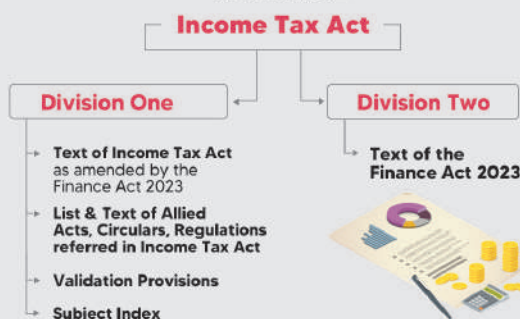 Income Tax Act
Division One
Division Two
Text of Income Tax Act
as amended by the
Finance Act 2023
List & Text of Allied
Acts, Circulars, Regulations
referred in Income Tax Act
Validation Provisions
Subject Index
Text of the
Finance Act 2023